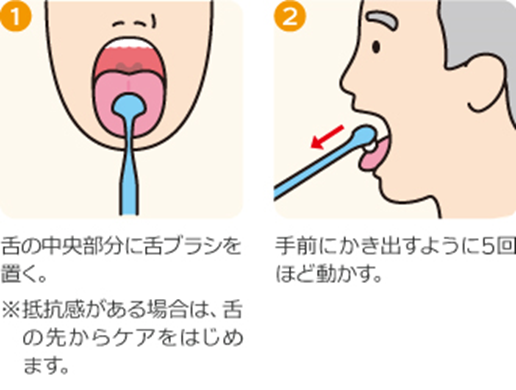 1
舌の中央部分に舌ブラシを
置く。
※抵抗感がある場合は、舌
の先からケアをはじめ
ます。
2
手前にかき出すように5回
ほど動かす。